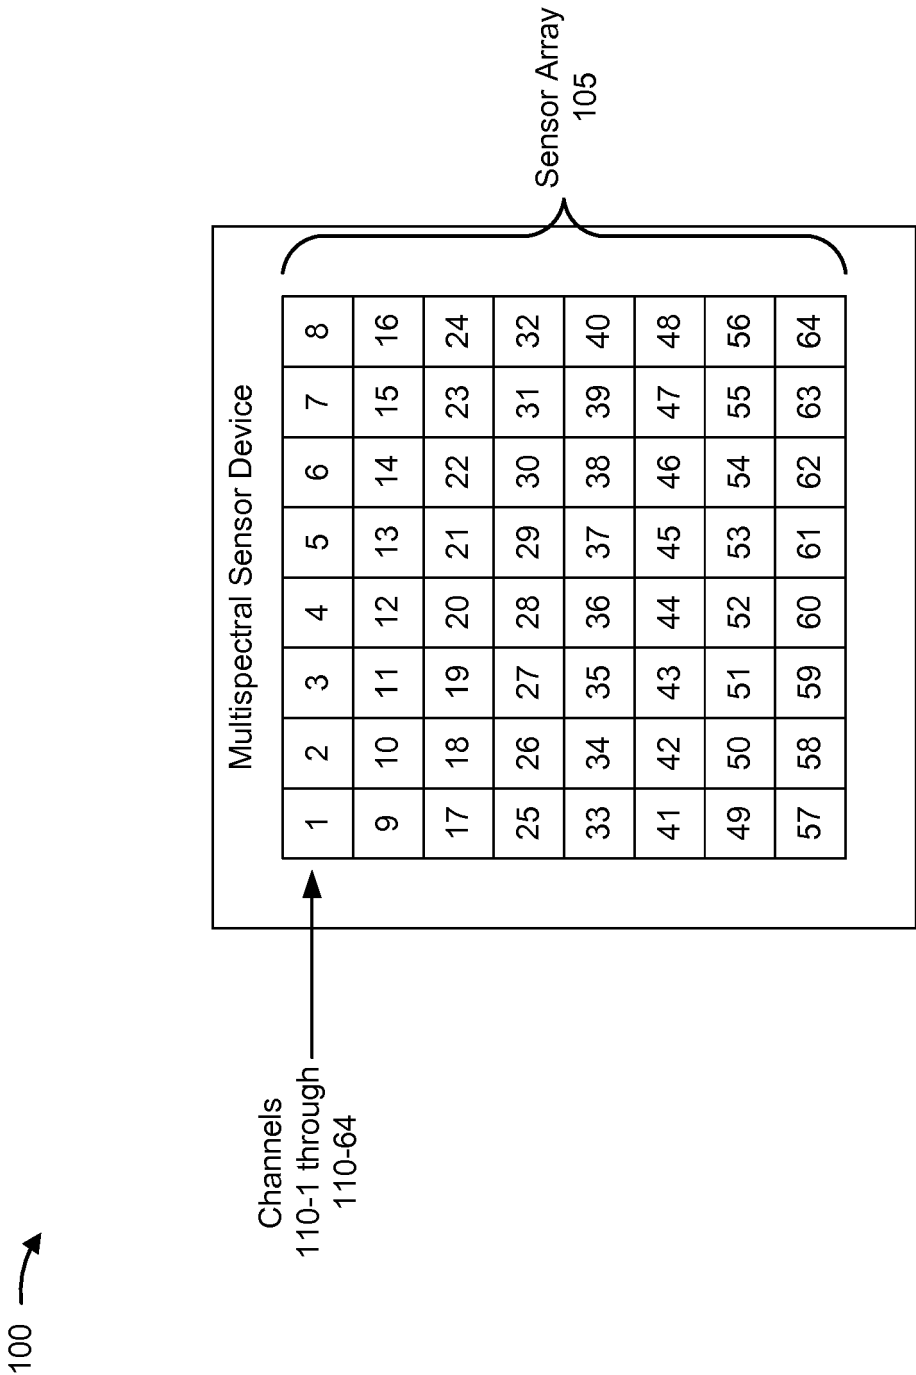 100
Multispectral Sensor Device
Channels
110-1 through
110-64
1 2 3 4 5 6 7 8
9 10 11 12 13 14 15 16
17 18 19 20 21 22 23 24
25 26 27 28 29 30 31 32
33 34 35 36 37 38 39 40
41 42 43 44 45 46 47 48
49 50 51 52 53 54 55 56
57 58 59 60 61 62 63 64
Sensor Array
105